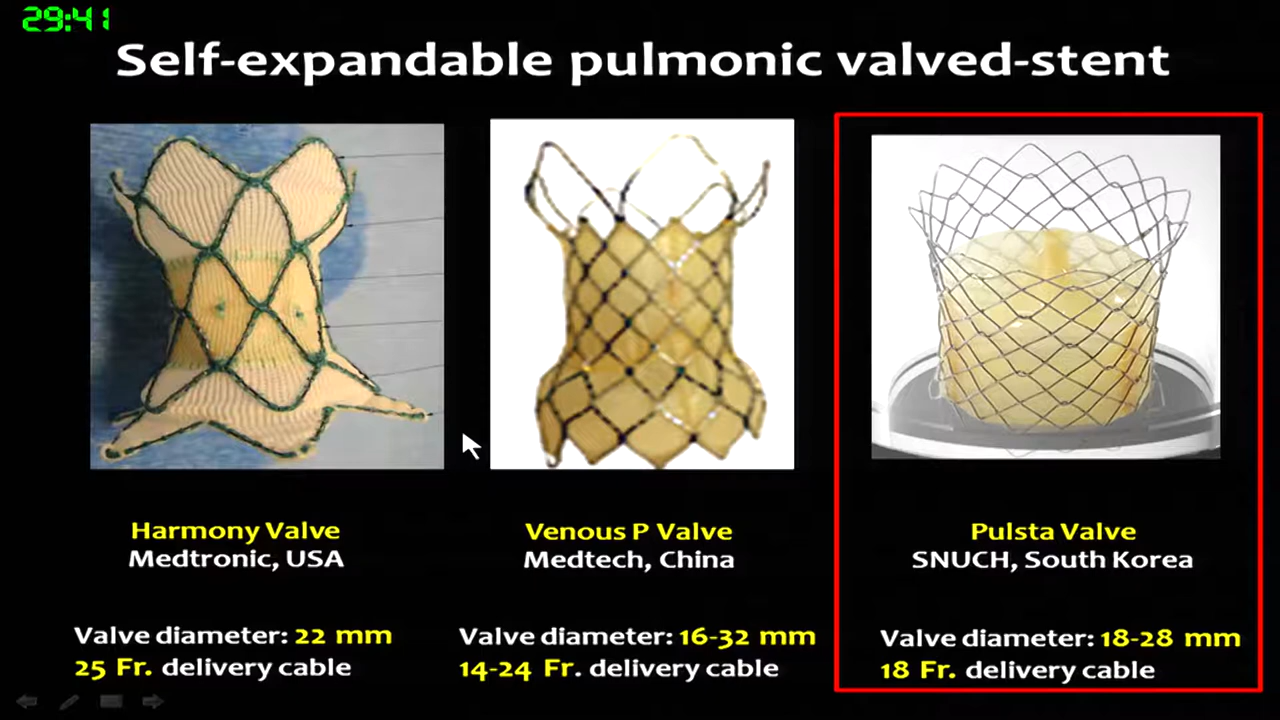 29:41
Self-expandable pulmonic valved-stent
Harmony Valve
Medtronic, USA
Valve diameter: 22 mm
25 Fr. delivery cable
Venous P Valve
Medtech, China
Valve diameter: 16-32 mm
14-24 Fr. delivery cable
Pulsta Valve
SNUCH, South Korea
Valve diameter: 18-28 mm
18 Fr. delivery cable